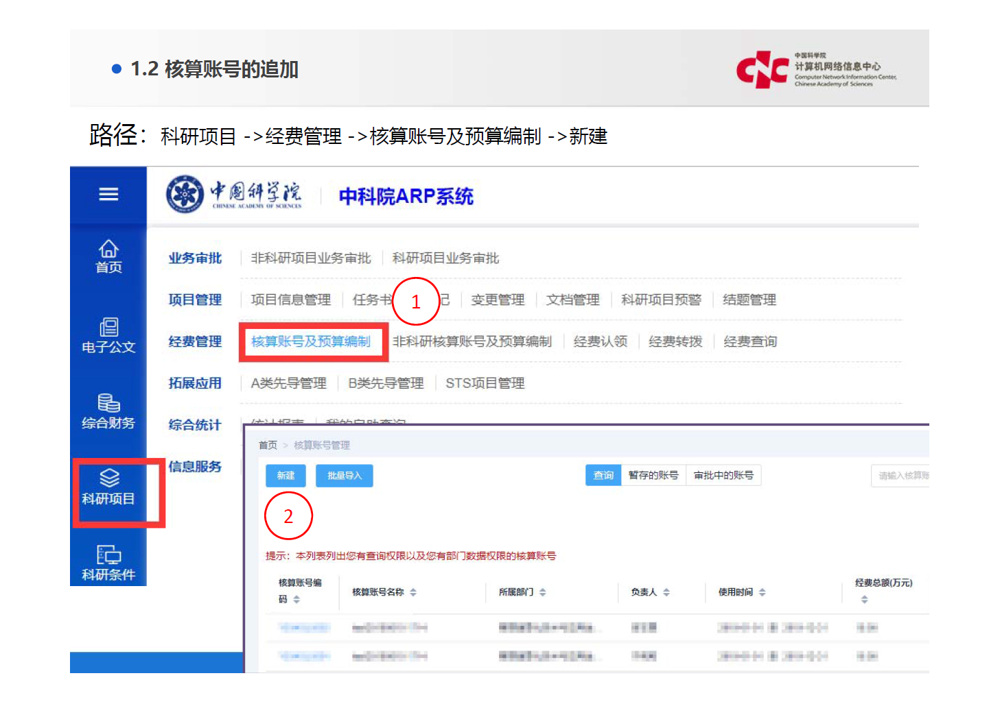 1.2 核算账号的追加
中国科学院
计算机网络信息中心
Computer Network Information Center,
Chinese Academy of Sciences
路径：科研项目 ->经费管理 ->核算账号及预算编制 ->新建
中国科学院
CHINESE ACADEMY OF SCIENCES
中科院ARP系统
首页
电子公文
综合财务
科研项目
科研条件
业务审批 非科研项目业务审批 科研项目业务审批
项目管理 项目信息管理 任务书 1 记 变更管理 文档管理 科研项目预警 结题管理
经费管理 核算账号及预算编制 非科研核算账号及预算编制 经费认领 经费转拨 经费查询
拓展应用 A类先导管理 B类先导管理 STS项目管理
综合统计 统计报表 我的自助查询
信息服务
首页 > 核算账号管理
新建 批量导入 查询 暂存的账号 审批中的账号 请输入核算账
2
提示：本列表列出您有查询权限以及您有部门数据权限的核算账号
核算账号编码 核算账号名称 所属部门 负责人 使用时间 经费总额(万元)